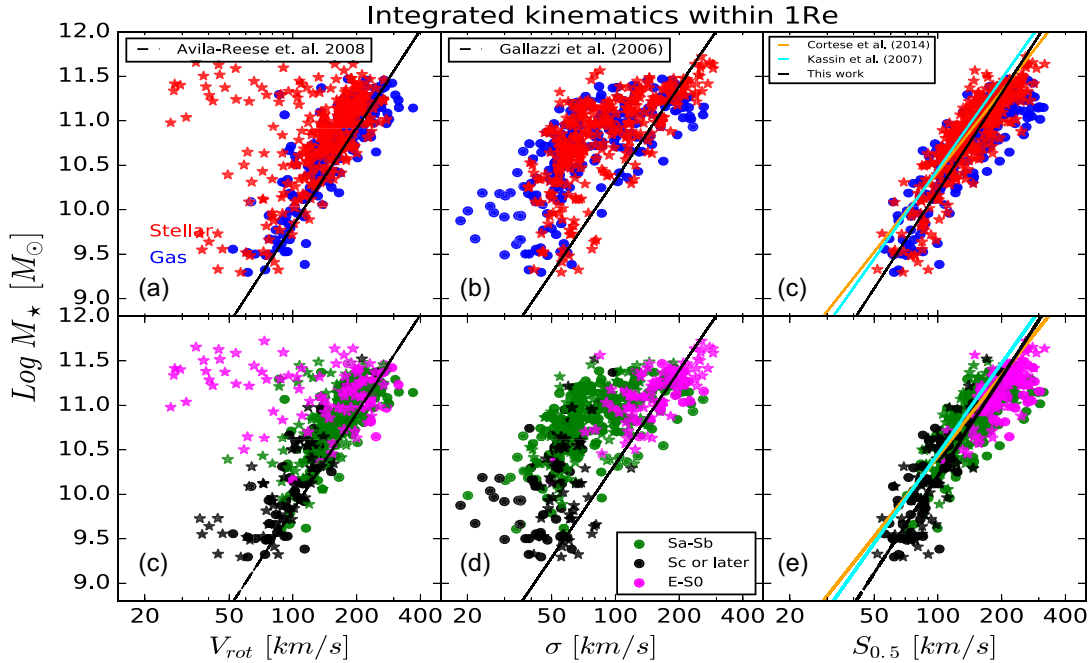 Integrated kinematics within 1Re
Avila-Reese et. al. 2008
Gallazzi et al. (2006)
Cortese et al. (2014)
Kassin et al. (2007)
This work
12.0
11.5
11.0
10.5
10.0
9.5
9.0
Stellar
Gas
(a)
(b)
(c)
Log M⋆ [M⊙]
12.0
11.5
11.0
10.5
10.0
9.5
9.0
(c)
(d)
(e)
Sa-Sb
Sc or later
E-S0
20 100 200 400
20 100 200 400
20 100 200 400
V_rot [km/s]
σ [km/s]
S_0.5 [km/s]